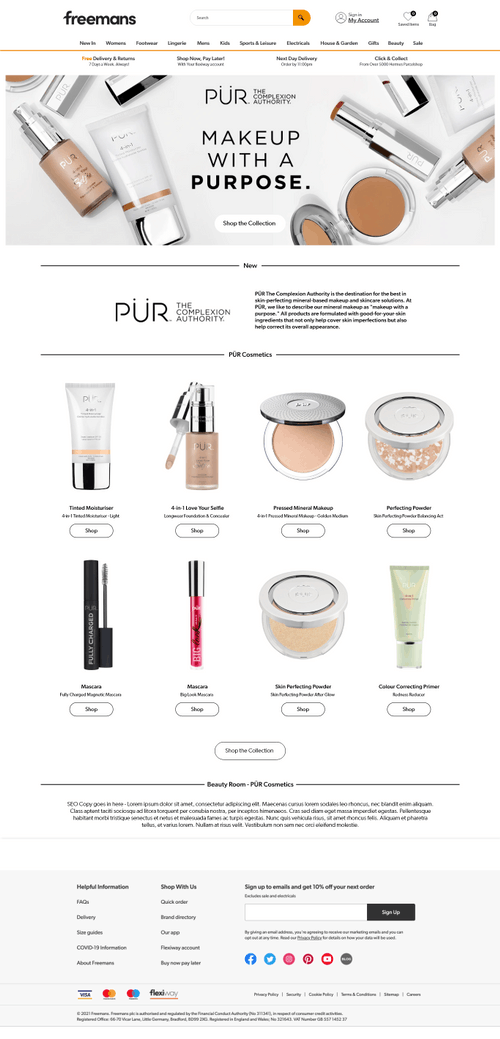 freemans
Search
Sign in
My Account
0
0
Saved Items
Bag
New In Womens Footwear Lingerie Mens Kids Sports & Leisure Electricals House & Garden Gifts Beauty Sale
Free Delivery & Returns
7 Days a Week, Always!
Shop Now, Pay Later!
With Your Flexiway account
Next Day Delivery
Order by 11:00pm
Click & Collect
From Over 5000 Hermes Parcelshop
PÜR. THE COMPLEXION AUTHORITY.
MAKEUP
WITH A
PURPOSE.
Shop the Collection
New
PÜR THE COMPLEXION AUTHORITY.
PÜR The Complexion Authority is the destination for the best in
skin-perfecting mineral-based makeup and skincare solutions. At
PÜR, we like to describe our mineral makeup as "makeup with a
purpose." All products are formulated with good-for-your-skin
ingredients that not only help cover skin imperfections but also
help correct its overall appearance.
PÜR Cosmetics
Tinted Moisturiser
4-in-1 Tinted Moisturiser - Light
Shop
4-in-1 Love Your Selfie
Longwear Foundation & Concealer
Shop
Pressed Mineral Makeup
4-in-1 Pressed Mineral Makeup - Golden Medium
Shop
Perfecting Powder
Skin Perfecting Powder Balancing Act
Shop
PÜR
FULLY CHARGED
BIG
Mascara
Fully Charged Magnetic Mascara
Shop
Mascara
Big Look Mascara
Shop
Skin Perfecting Powder
Skin Perfecting Powder After Glow
Shop
Colour Correcting Primer
Redness Reducer
Shop
Shop the Collection
Beauty Room - PÜR Cosmetics
SEO Copy goes in here - Lorem ipsum dolor sit amet, consectetur adipiscing elit. Maecenas cursus lorem sodales leo rhoncus, nec blandit enim aliquam.
Class aptent taciti sociosqu ad litora torquent per conubia nostra, per inceptos himenaeos. Cras sed diam eget massa imperdiet egestas. Pellentesque
habitant morbi tristique senectus et netus et malesuada fames ac turpis egestas. Nunc quis vehicula risus, sit amet rhoncus felis. Aliquam et pharetra
tellus, et varius lorem. Nullam at risus velit. Vestibulum non sem nec orci eleifend molestie.
Helpful Information
FAQs
Delivery
Size guides
COVID-19 Information
About Freemans
Shop With Us
Quick order
Brand directory
Our app
Flexiway account
Buy now pay later
Sign up to emails and get 10% off your next order
Excludes sale and electricals
Sign Up
By giving an email address, you're agreeing to receive our marketing emails and you can
opt out at any time. Read our Privacy Policy for details on how your data will be used.
BLOG
VISA
flexiway
Privacy Policy | Security | Cookie Policy | Terms & Conditions | Sitemap | Careers
© 2021 Freemans. Freemans plc is authorised and regulated by the Financial Conduct Authority (No 311341), in respect of consumer credit activities.
Registered Office: 66-70 Vicar Lane, Little Germany, Bradford, BD99 2XG. Registered in England and Wales, No 221643. VAT Number GB 557 1452 37